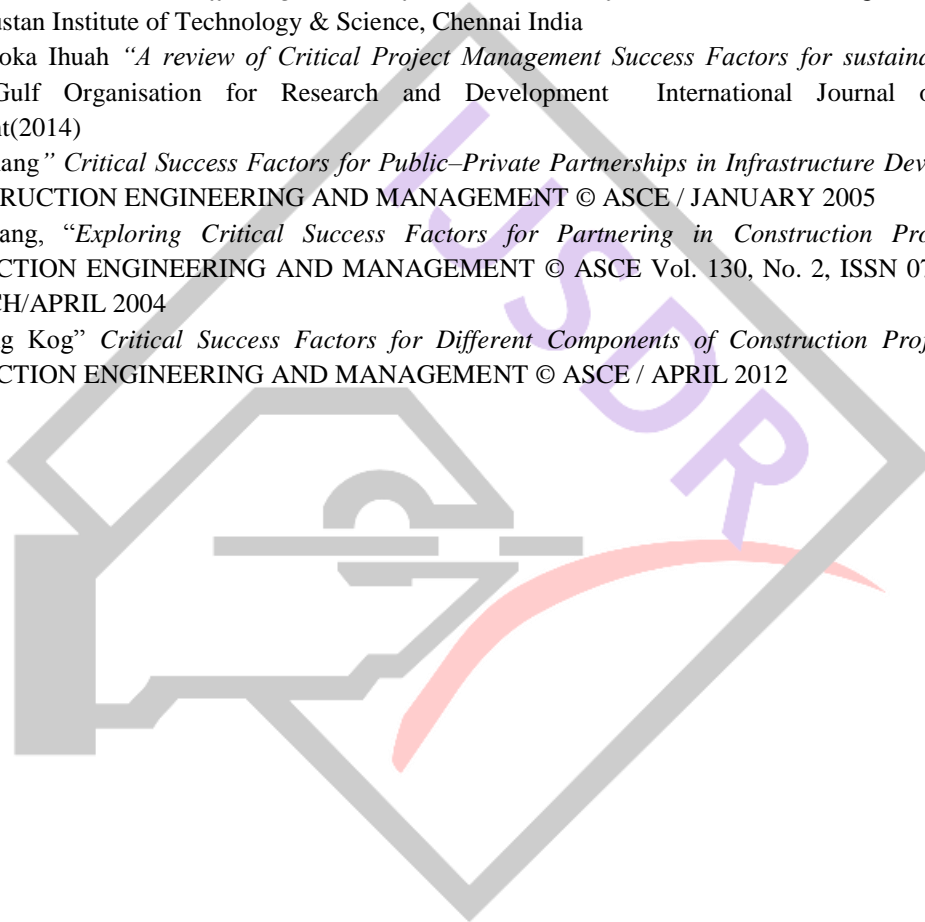 ustan Institute of Technology & Science, Chennai India
oka Ihuah “A review of Critical Project Management Success Factors for sustaina
Gulf Organisation for Research and Development International Journal o
nt(2014)
ang” Critical Success Factors for Public–Private Partnerships in Infrastructure Dev
RUCTION ENGINEERING AND MANAGEMENT © ASCE / JANUARY 2005
ang, “Exploring Critical Success Factors for Partnering in Construction Pro
CTION ENGINEERING AND MANAGEMENT © ASCE Vol. 130, No. 2, ISSN 07
CH/APRIL 2004
g Kog” Critical Success Factors for Different Components of Construction Proj
CTION ENGINEERING AND MANAGEMENT © ASCE / APRIL 2012
IJSDR